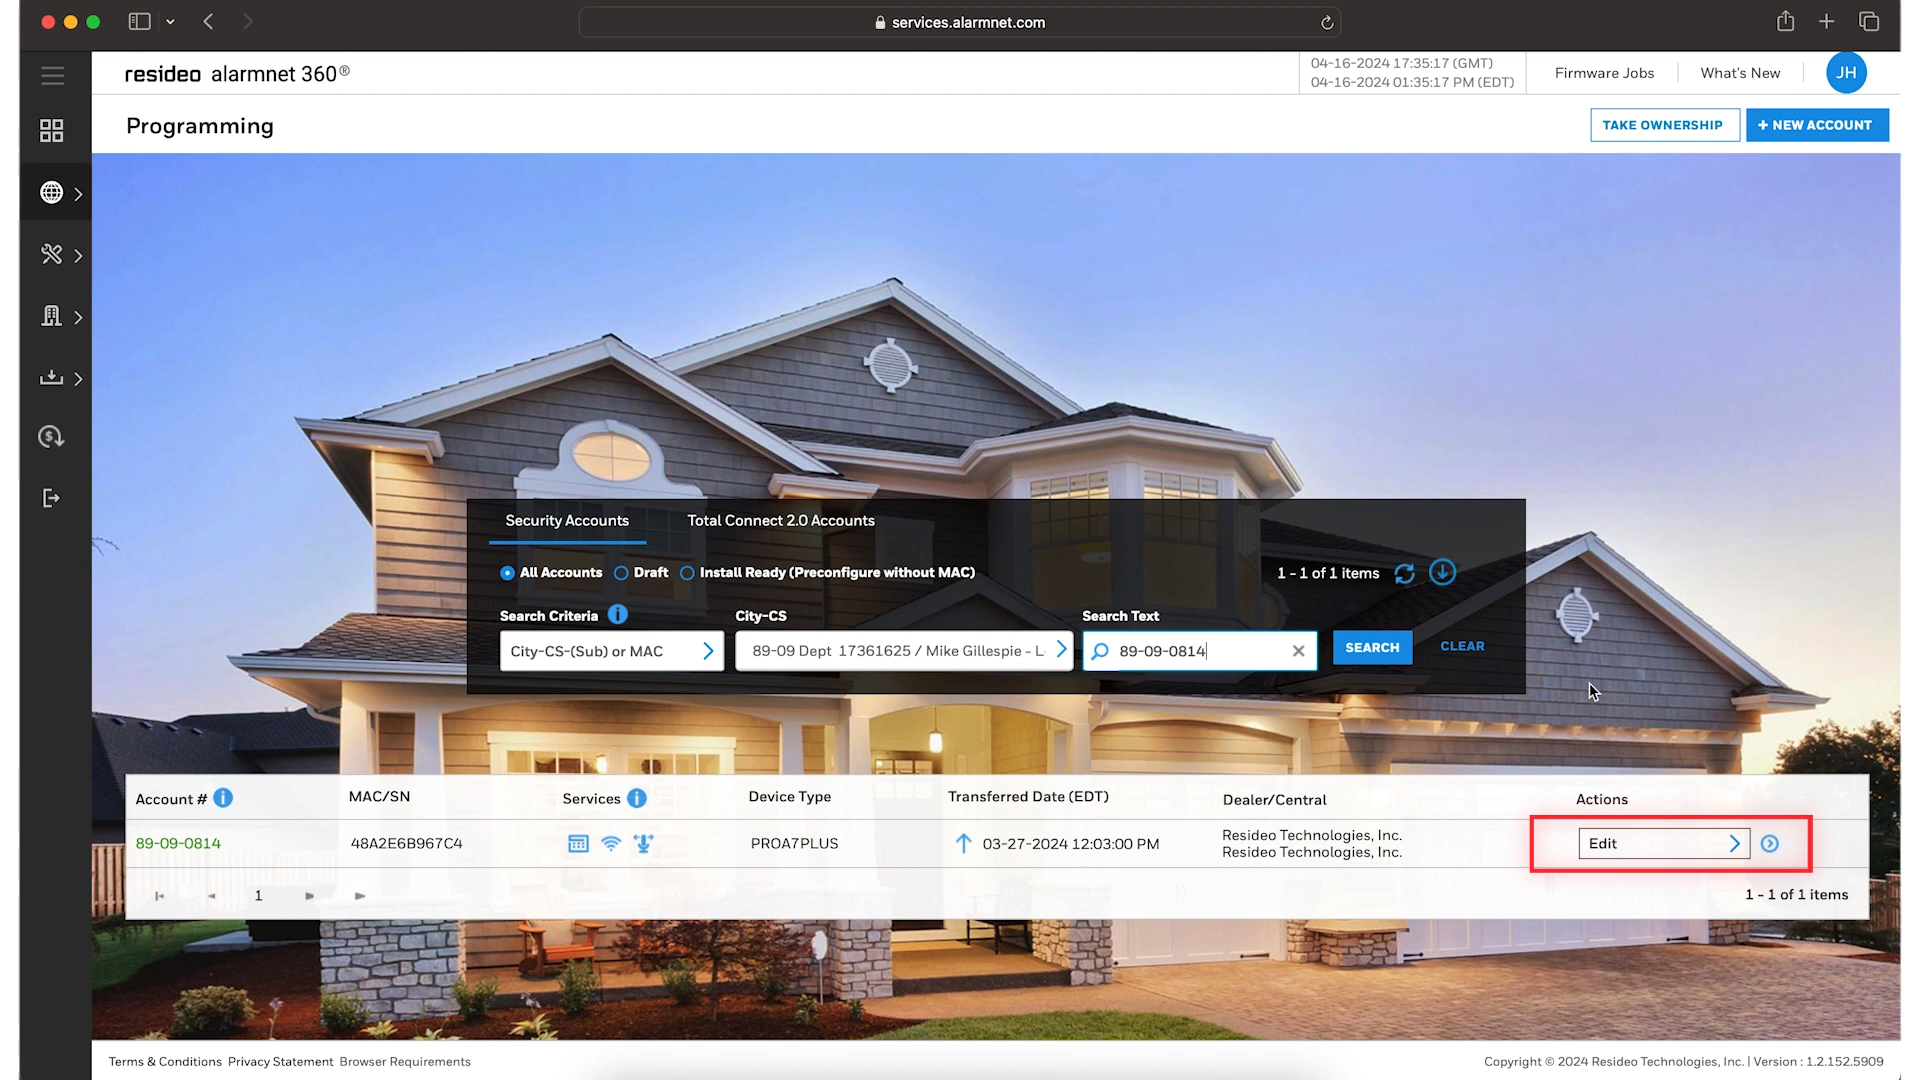 services.alarmnet.com
resideo alarmnet 360®
04-16-2024 17:35:17 (GMT)
04-16-2024 01:35:17 PM (EDT)
Firmware Jobs
What's New
JH
Programming
TAKE OWNERSHIP
+ NEW ACCOUNT
Security Accounts
Total Connect 2.0 Accounts
All Accounts
Draft
Install Ready (Preconfigure without MAC)
1 - 1 of 1 items
Search Criteria
City-CS
Search Text
City-CS-(Sub) or MAC
89-09 Dept 17361625 / Mike Gillespie - L
89-09-0814
SEARCH
CLEAR
Account #
MAC/SN
Services
Device Type
Transferred Date (EDT)
Dealer/Central
Actions
89-09-0814
48A2E6B967C4
PROA7PLUS
03-27-2024 12:03:00 PM
Resideo Technologies, Inc.
Resideo Technologies, Inc.
Edit
1
1 - 1 of 1 items
Terms & Conditions Privacy Statement Browser Requirements
Copyright © 2024 Resideo Technologies, Inc. | Version : 1.2.152.5909